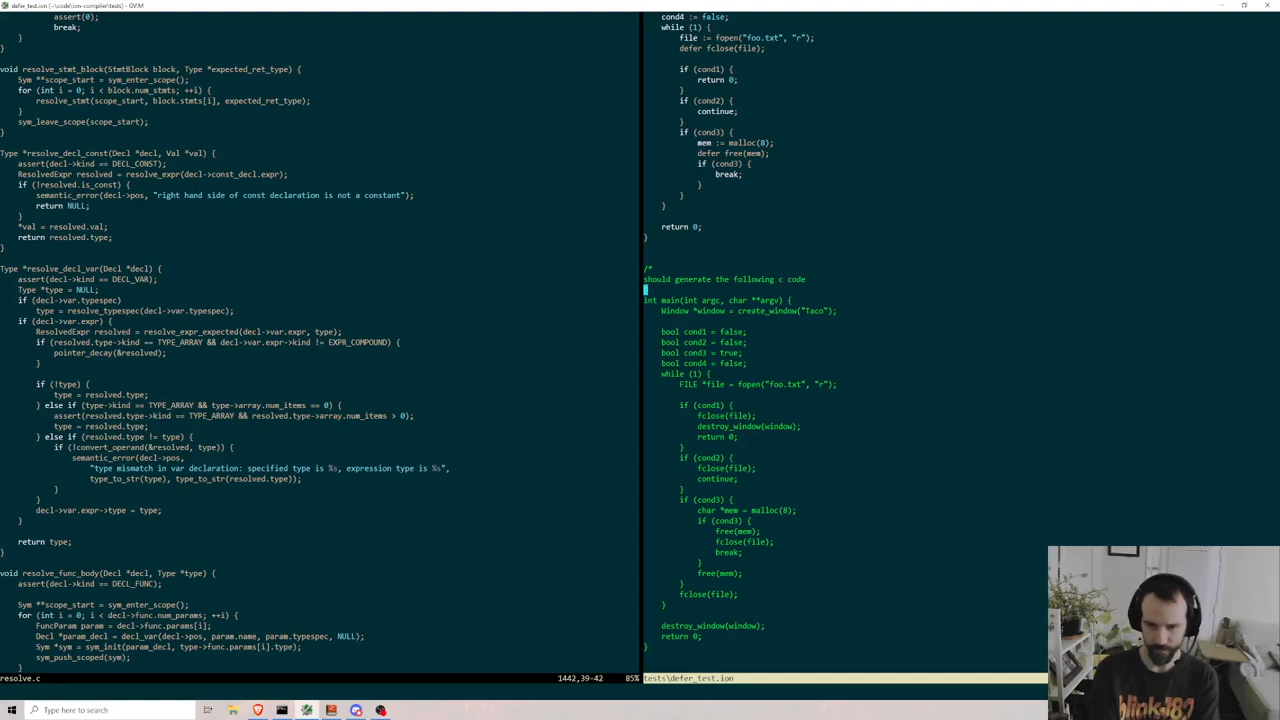 defer_test.ion [~\code\ion-compiler\tests] - GVIM
assert(0);
break;
}
}
void resolve_stmt_block(StmtBlock block, Type *expected_ret_type) {
Sym **scope_start = sym_enter_scope();
for (int i = 0; i < block.num_stmts; ++i) {
resolve_stmt(scope_start, block.stmts[i], expected_ret_type);
}
sym_leave_scope(scope_start);
}
Type *resolve_decl_const(Decl *decl, Val *val) {
assert(decl->kind == DECL_CONST);
ResolvedExpr resolved = resolve_expr(decl->const_decl.expr);
if (!resolved.is_const) {
semantic_error(decl->pos, "right hand side of const declaration is not a constant");
return NULL;
}
*val = resolved.val;
return resolved.type;
}
Type *resolve_decl_var(Decl *decl) {
assert(decl->kind == DECL_VAR);
Type *type = NULL;
if (decl->var.typespec)
type = resolve_typespec(decl->var.typespec);
if (decl->var.expr) {
ResolvedExpr resolved = resolve_expr_expected(decl->var.expr, type);
if (resolved.type->kind == TYPE_ARRAY && decl->var.expr->kind != EXPR_COMPOUND) {
pointer_decay(&resolved);
}
if (!type) {
type = resolved.type;
} else if (type->kind == TYPE_ARRAY && type->array.num_items == 0) {
assert(resolved.type->kind == TYPE_ARRAY && resolved.type->array.num_items > 0);
type = resolved.type;
} else if (resolved.type != type) {
if (!convert_operand(&resolved, type)) {
semantic_error(decl->pos,
"type mismatch in var declaration: specified type is %s, expression type is %s",
type_to_str(type), type_to_str(resolved.type));
}
}
decl->var.expr->type = type;
}
return type;
}
void resolve_func_body(Decl *decl, Type *type) {
assert(decl->kind == DECL_FUNC);
Sym **scope_start = sym_enter_scope();
for (int i = 0; i < decl->func.num_params; ++i) {
FuncParam param = decl->func.params[i];
Decl *param_decl = decl_var(decl->pos, param.name, param.typespec, NULL);
Sym *sym = sym_init(param_decl, type->func.params[i].type);
sym_push_scoped(sym);
}
resolve.c 1442,39-42 85%
cond4 := false;
while (1) {
file := fopen("foo.txt", "r");
defer fclose(file);
if (cond1) {
return 0;
}
if (cond2) {
continue;
}
if (cond3) {
mem := malloc(8);
defer free(mem);
if (cond3) {
break;
}
}
}
return 0;
}
/*
should generate the following c code
int main(int argc, char **argv) {
Window *window = create_window("Taco");
bool cond1 = false;
bool cond2 = false;
bool cond3 = true;
bool cond4 = false;
while (1) {
FILE *file = fopen("foo.txt", "r");
if (cond1) {
fclose(file);
destroy_window(window);
return 0;
}
if (cond2) {
fclose(file);
continue;
}
if (cond3) {
char *mem = malloc(8);
if (cond3) {
free(mem);
fclose(file);
break;
}
free(mem);
}
fclose(file);
}
destroy_window(window);
return 0;
}
tests\defer_test.ion
Type here to search